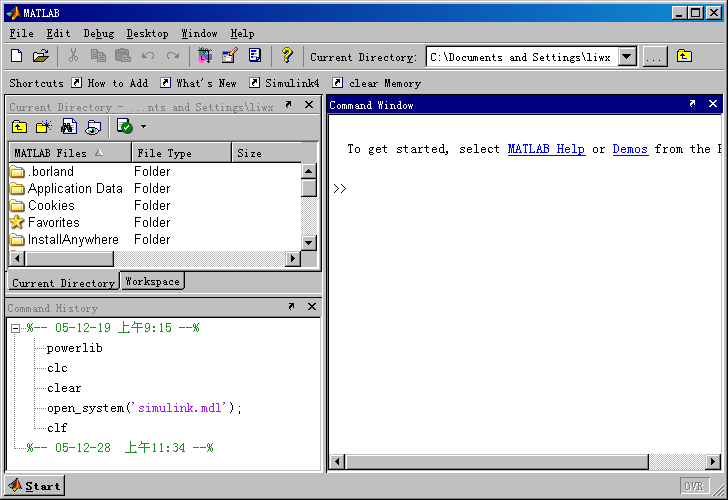 MATLAB
File Edit Debug Desktop Window Help
Current Directory: C:\Documents and Settings\liwx ...
Shortcuts How to Add What's New Simulink4 clear Memory
Current Directory - ...nts and Settings\liwx
MATLAB Files File Type Size
.borland Folder
Application Data Folder
Cookies Folder
Favorites Folder
InstallAnywhere Folder
Current Directory Workspace
Command History
%-- 05-12-19 上午9:15 --%
powerlib
clc
clear
open_system('simulink.mdl');
clf
%-- 05-12-28 上午11:34 --%
Command Window
To get started, select MATLAB Help or Demos from the
>>
Start
OVR